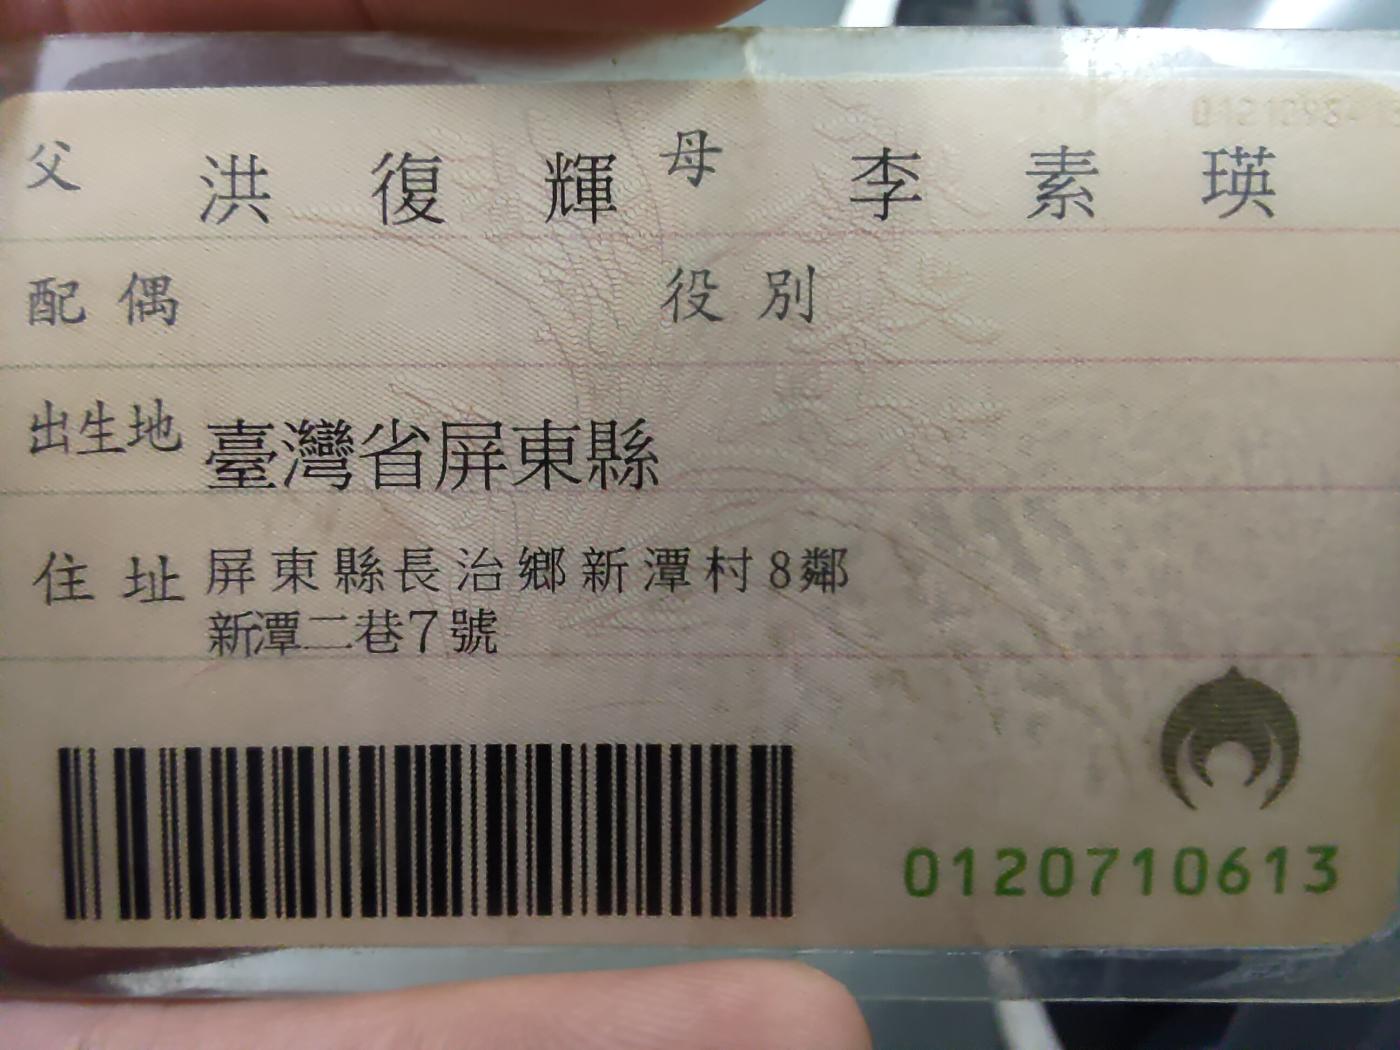 父 洪復輝 母 李素瑛
配偶 役別
出生地 臺灣省屏東縣
住址 屏東縣長治鄉新潭村8鄰
新潭二巷7號
0120710613